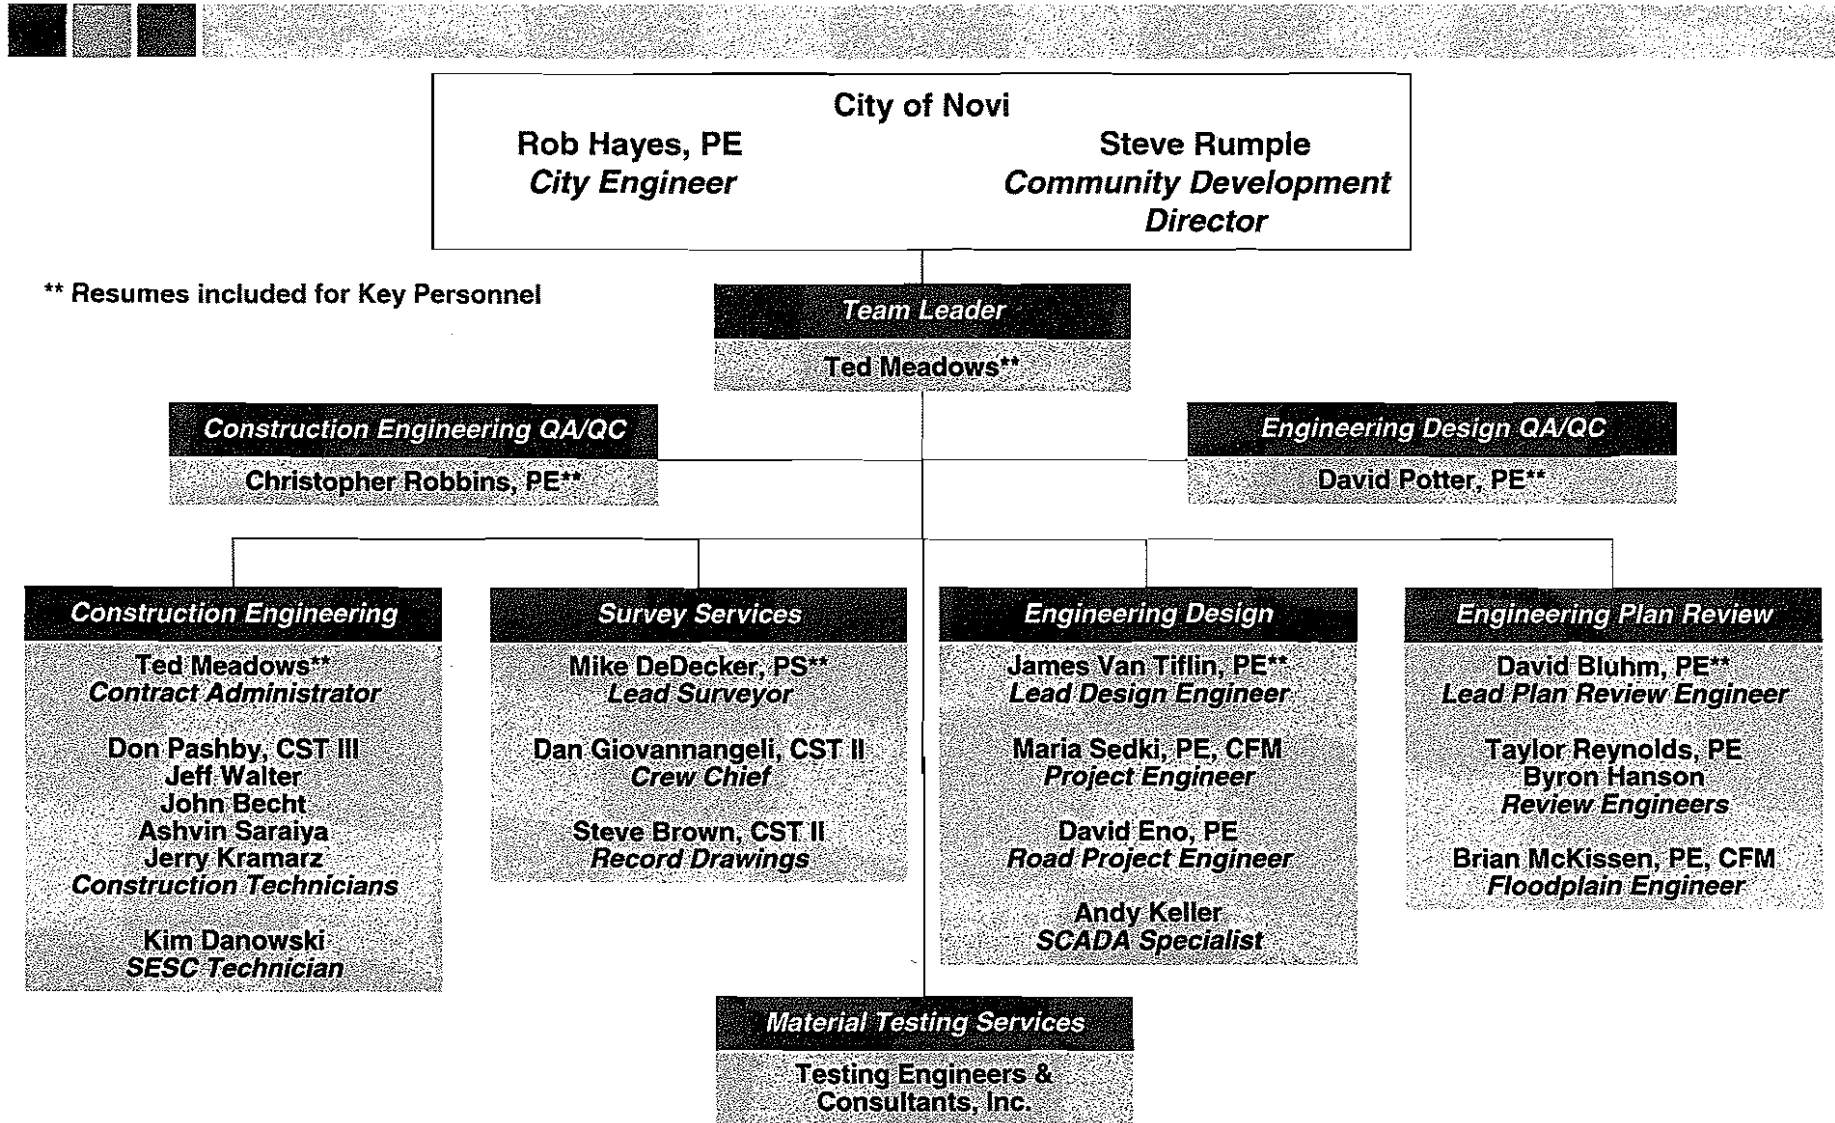 City of Novi
Rob Hayes, PE
City Engineer
Steve Rumple
Community Development
Director
** Resumes included for Key Personnel
Team Leader
Ted Meadows**
Construction Engineering QA/QC
Christopher Robbins, PE**
Engineering Design QA/QC
David Potter, PE**
Construction Engineering
Ted Meadows**
Contract Administrator
Don Pashby, CST III
Jeff Walter
John Becht
Ashvin Saraiya
Jerry Kramarz
Construction Technicians
Kim Danowski
SESC Technician
Survey Services
Mike DeDecker, PS**
Lead Surveyor
Dan Giovannangeli, CST II
Crew Chief
Steve Brown, CST II
Record Drawings
Engineering Design
James Van Tiflin, PE**
Lead Design Engineer
Maria Sedki, PE, CFM
Project Engineer
David Eno, PE
Road Project Engineer
Andy Keller
SCADA Specialist
Engineering Plan Review
David Bluhm, PE**
Lead Plan Review Engineer
Taylor Reynolds, PE
Byron Hanson
Review Engineers
Brian McKissen, PE, CFM
Floodplain Engineer
Material Testing Services
Testing Engineers &
Consultants, Inc.